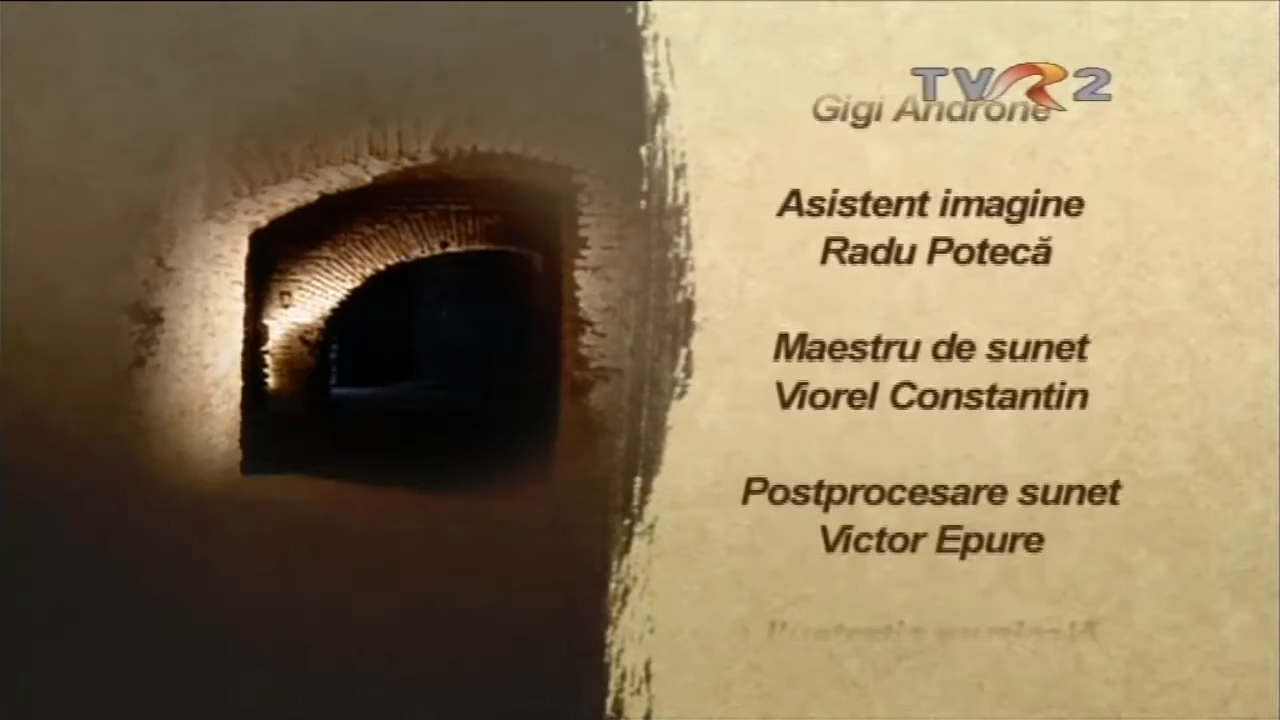 TVR2
Gigi Androne
Asistent imagine
Radu Potecă
Maestru de sunet
Viorel Constantin
Postprocesare sunet
Victor Epure